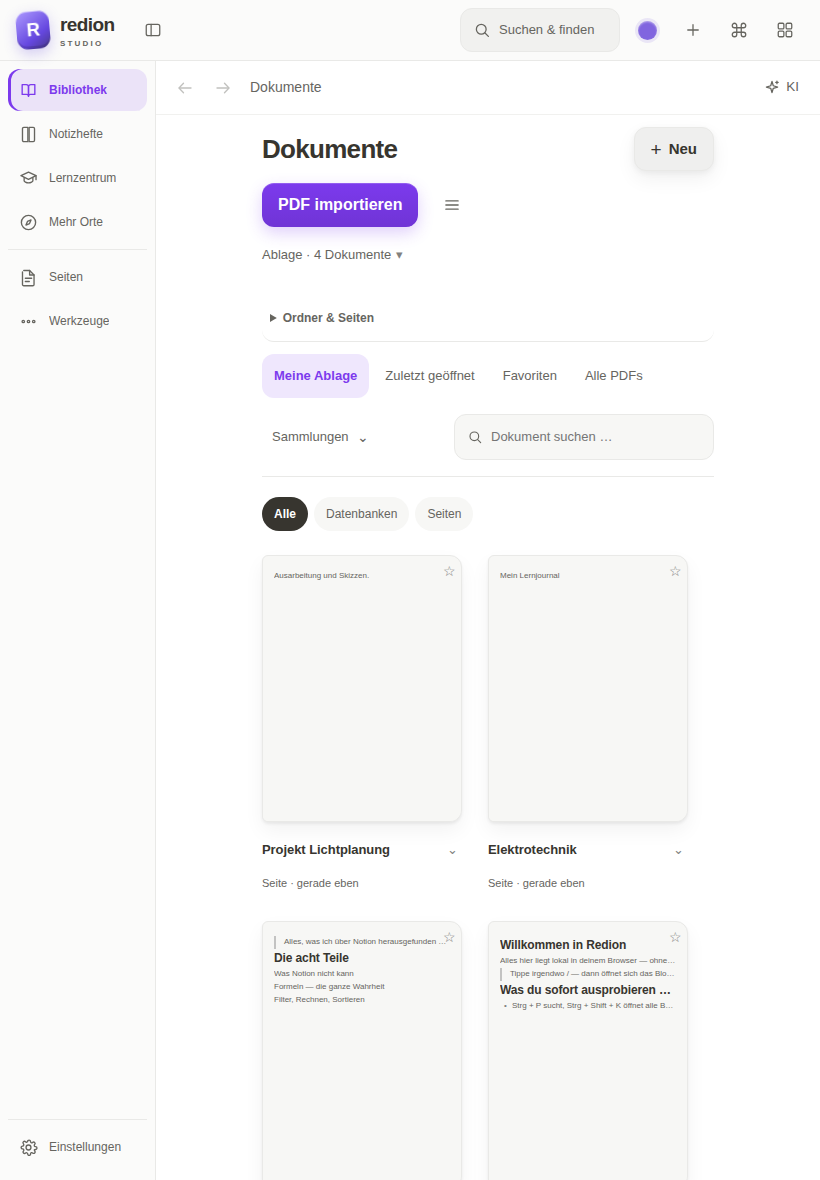 R
redion
STUDIO
Suchen & finden
Bibliothek
Notizhefte
Lernzentrum
Mehr Orte
Seiten
Werkzeuge
Einstellungen
Dokumente
KI
Dokumente
+ Neu
PDF importieren
Ablage · 4 Dokumente ▾
Ordner & Seiten
Meine Ablage
Zuletzt geöffnet
Favoriten
Alle PDFs
Sammlungen
Dokument suchen …
Alle
Datenbanken
Seiten
Ausarbeitung und Skizzen.
Projekt Lichtplanung
Seite · gerade eben
Mein Lernjournal
Elektrotechnik
Seite · gerade eben
Alles, was ich über Notion herausgefunden …
Die acht Teile
Was Notion nicht kann
Formeln — die ganze Wahrheit
Filter, Rechnen, Sortieren
Willkommen in Redion
Alles hier liegt lokal in deinem Browser — ohne…
Tippe irgendwo / — dann öffnet sich das Blo…
Was du sofort ausprobieren …
• Strg + P sucht, Strg + Shift + K öffnet alle B…